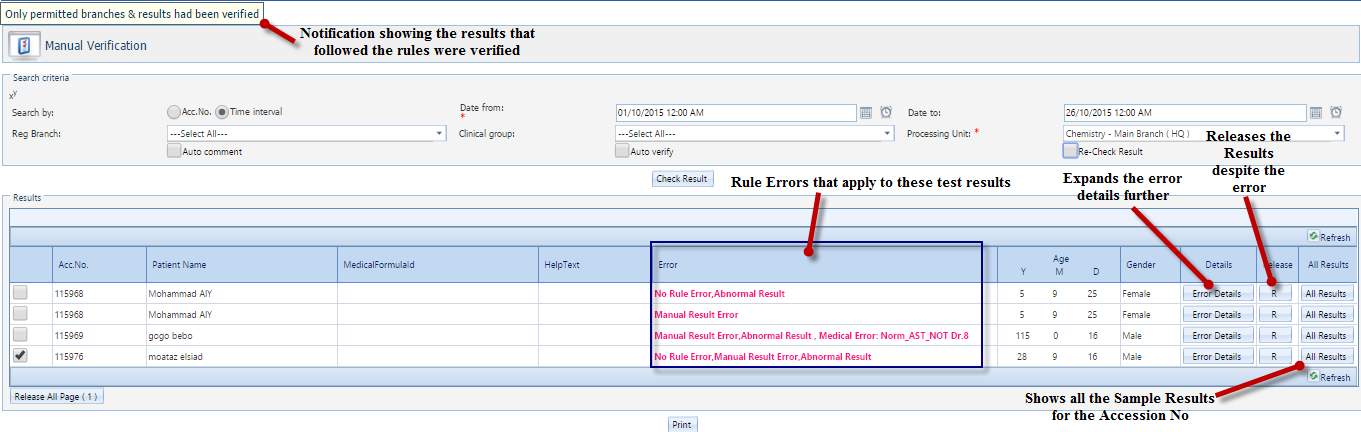 Only permitted branches & results had been verified
Notification showing the results that
followed the rules were verified
Manual Verification
Search criteria
xy
Search by: Acc.No. Time interval Date from: * 01/10/2015 12:00 AM Date to: 26/10/2015 12:00 AM
Reg Branch: ---Select All--- Clinical group: ---Select All--- Processing Unit: * Chemistry - Main Branch ( HQ )
Auto comment Auto verify Re-Check Result
Releases the
Results
despite the
error
Check Result
Rule Errors that apply to these test results
Expands the error
details further
Results
Refresh
Acc.No. Patient Name MedicalFormulaId HelpText Error Age Y M D Gender Details Release All Results
115968 Mohammad AlY No Rule Error,Abnormal Result 5 9 25 Female Error Details R All Results
115968 Mohammad AlY Manual Result Error 5 9 25 Female Error Details R All Results
115969 gogo bebo Manual Result Error,Abnormal Result , Medical Error: Norm_AST_NOT Dr.8 115 0 16 Male Error Details R All Results
115976 moataz elsiad No Rule Error,Manual Result Error,Abnormal Result 28 9 16 Male Error Details R All Results
Refresh
Release All Page ( 1 )
Shows all the Sample Results
for the Accession No
Print